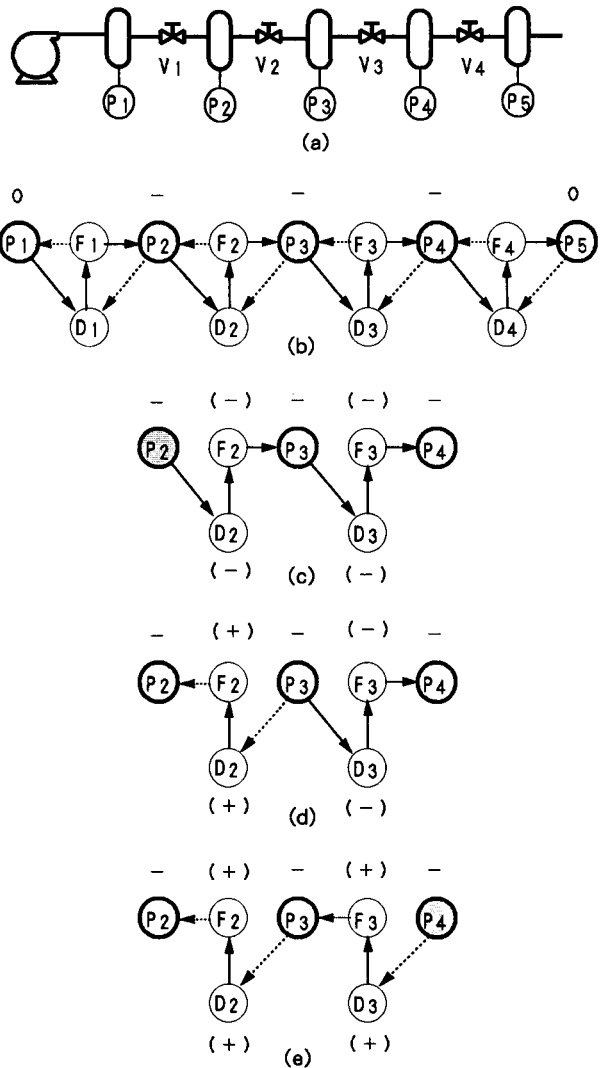 V1 V2 V3 V4
P1 P2 P3 P4 P5
(a)
0 − − − 0
P1 F1 P2 F2 P3 F3 P4 F4 P5
D1 D2 D3 D4
(b)
− (−) − (−) −
P2 F2 P3 F3 P4
D2 D3
(−) (−)
(c)
− (+) − (−) −
P2 F2 P3 F3 P4
D2 D3
(+) (−)
(d)
− (+) − (+) −
P2 F2 P3 F3 P4
D2 D3
(+) (+)
(e)